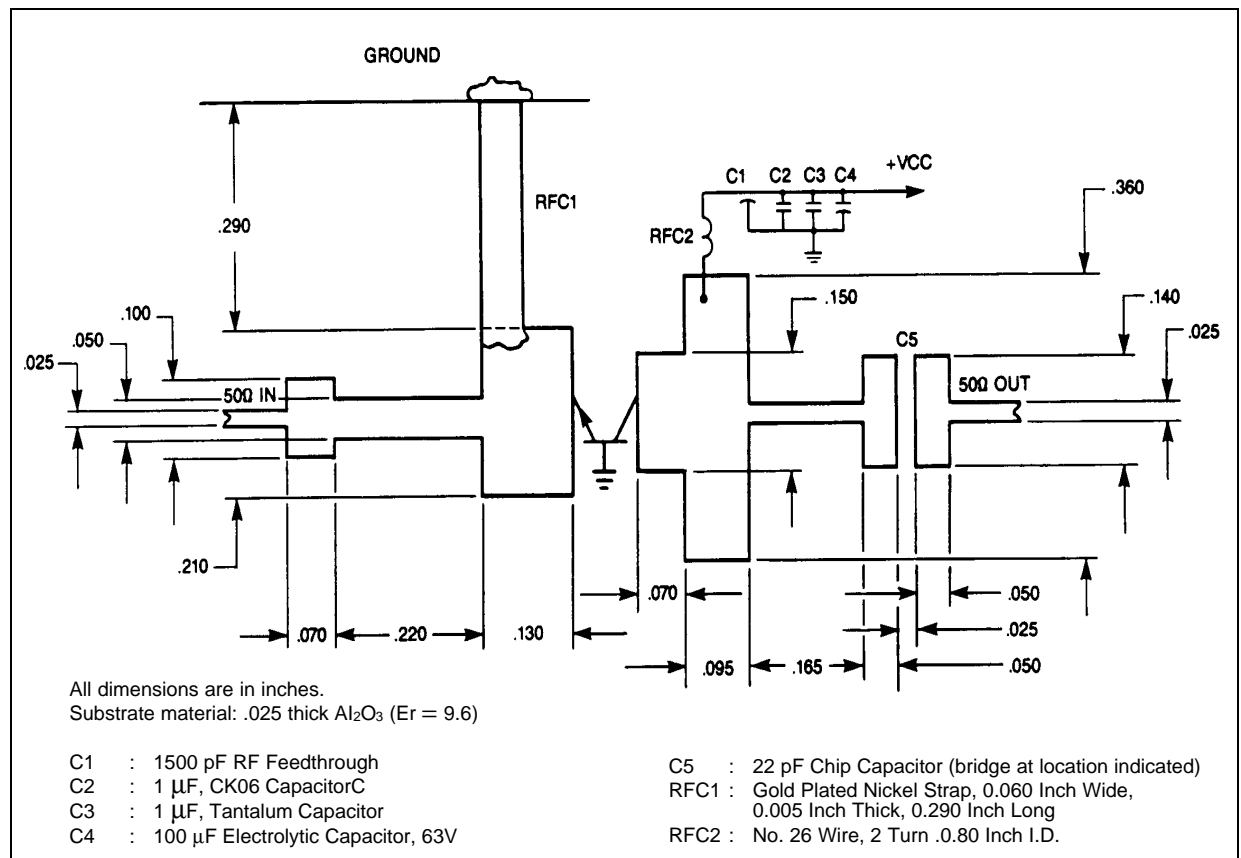 GROUND
+VCC
C1 C2 C3 C4
.360
RFC1
.290
RFC2
.150
.140
.100
.050
.025
C5
.025
50Ω IN
50Ω OUT
.210
.070
.050
.070
.220
.130
.025
.095
.165
.050
All dimensions are in inches.
Substrate material: .025 thick Al₂O₃ (Er = 9.6)
C1 : 1500 pF RF Feedthrough
C2 : 1 μF, CK06 CapacitorC
C3 : 1 μF, Tantalum Capacitor
C4 : 100 μF Electrolytic Capacitor, 63V
C5 : 22 pF Chip Capacitor (bridge at location indicated)
RFC1 : Gold Plated Nickel Strap, 0.060 Inch Wide,
0.005 Inch Thick, 0.290 Inch Long
RFC2 : No. 26 Wire, 2 Turn .0.80 Inch I.D.